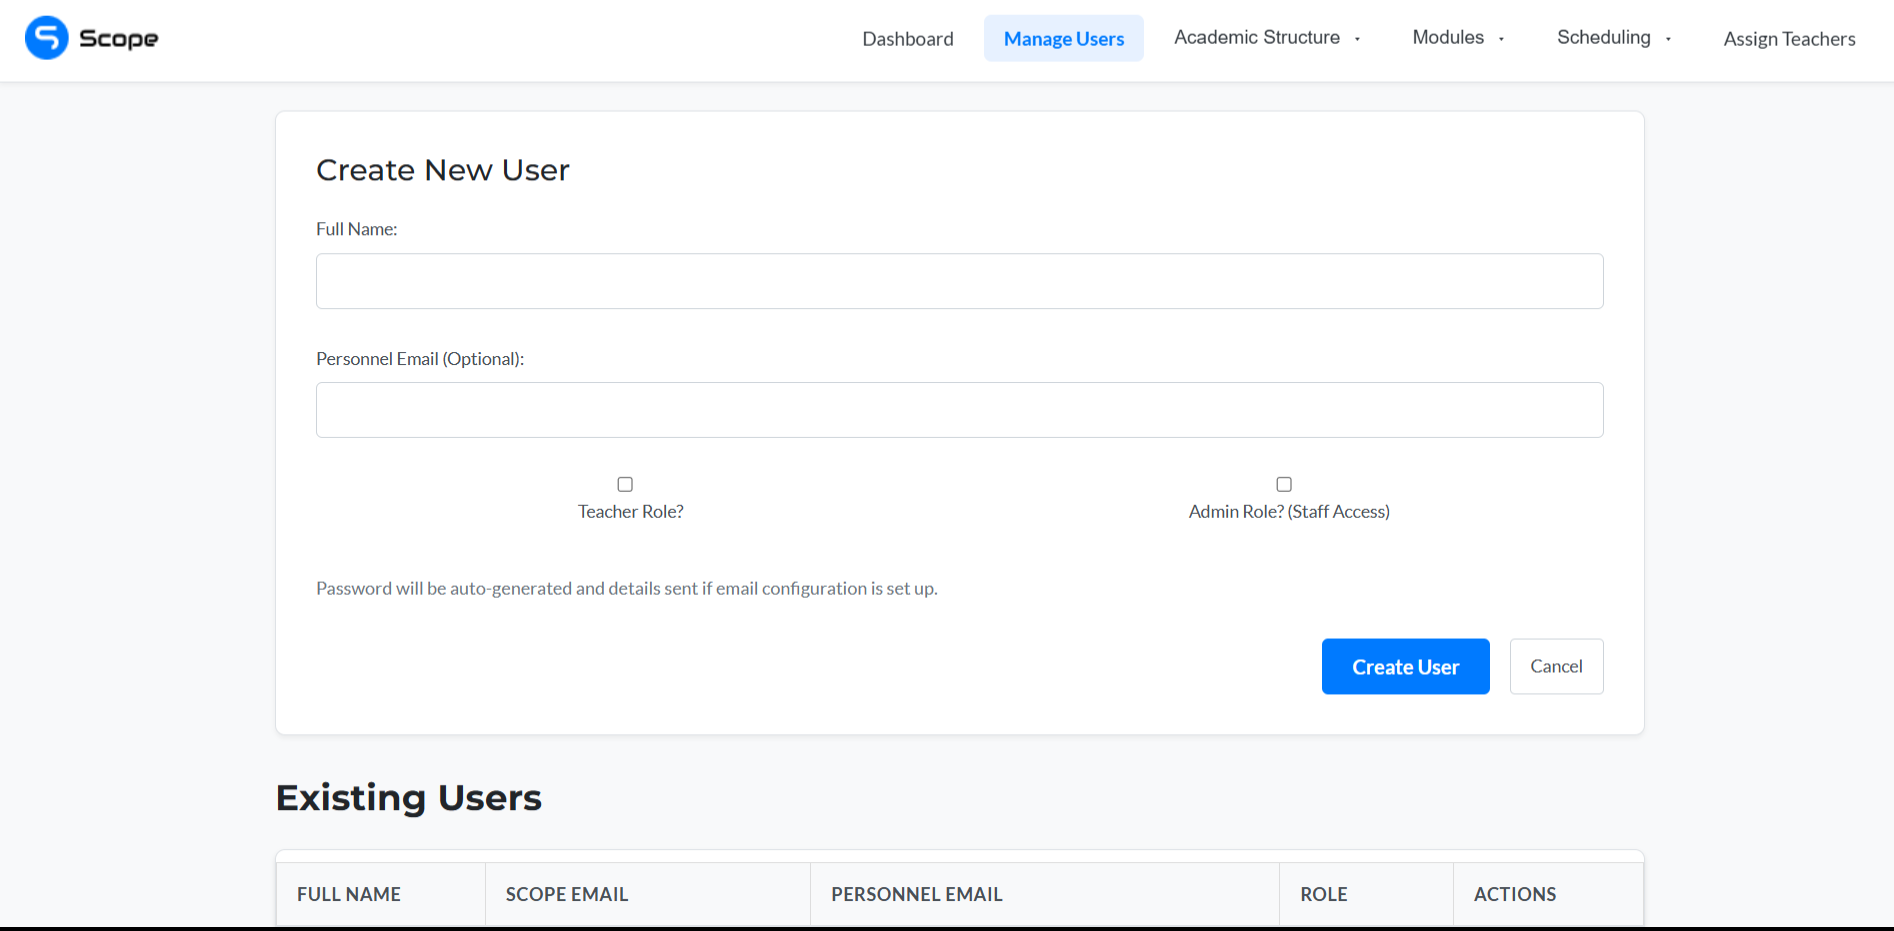 Scope
Dashboard
Manage Users
Academic Structure
Modules
Scheduling
Assign Teachers
Create New User
Full Name:
Personnel Email (Optional):
Teacher Role?
Admin Role? (Staff Access)
Password will be auto-generated and details sent if email configuration is set up.
Create User
Cancel
Existing Users
FULL NAME
SCOPE EMAIL
PERSONNEL EMAIL
ROLE
ACTIONS